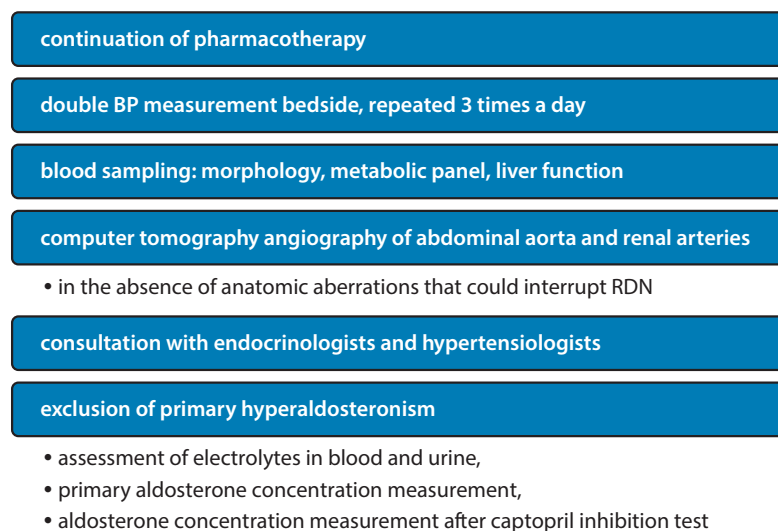 continuation of pharmacotherapy
double BP measurement bedside, repeated 3 times a day
blood sampling: morphology, metabolic panel, liver function
computer tomography angiography of abdominal aorta and renal arteries
• in the absence of anatomic aberrations that could interrupt RDN
consultation with endocrinologists and hypertensiologists
exclusion of primary hyperaldosteronism
• assessment of electrolytes in blood and urine,
• primary aldosterone concentration measurement,
• aldosterone concentration measurement after captopril inhibition test